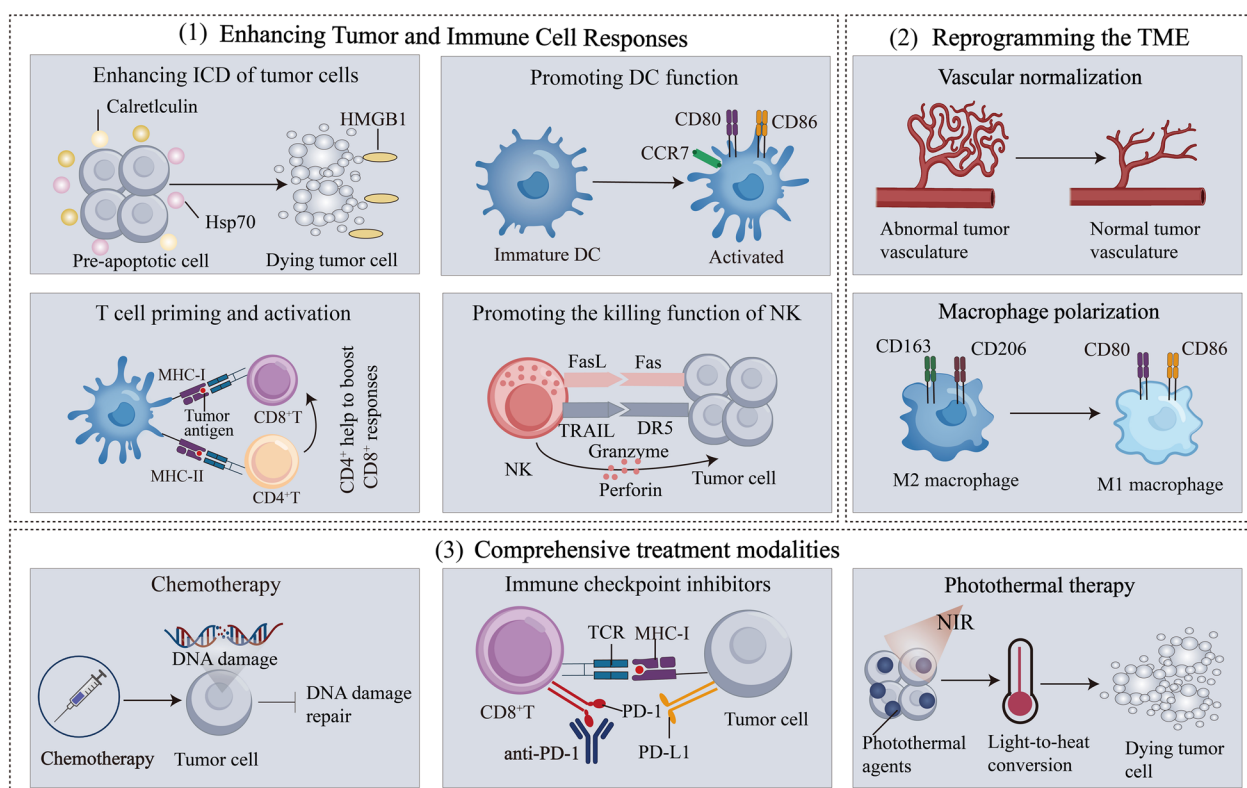 (1) Enhancing Tumor and Immune Cell Responses
Enhancing ICD of tumor cells
Calretlculin
HMGB1
Hsp70
Pre-apoptotic cell
Dying tumor cell
Promoting DC function
CD80
CD86
CCR7
Immature DC
Activated
T cell priming and activation
MHC-I
CD8⁺T
Tumor
antigen
MHC-II
CD4⁺T
CD4⁺ help to boost
CD8⁺ responses
Promoting the killing function of NK
FasL
Fas
TRAIL
DR5
Granzyme
NK
Perforin
Tumor cell
(2) Reprogramming the TME
Vascular normalization
Abnormal tumor
vasculature
Normal tumor
vasculature
Macrophage polarization
CD163
CD206
CD80
CD86
M2 macrophage
M1 macrophage
(3) Comprehensive treatment modalities
Chemotherapy
DNA damage
DNA damage
repair
Chemotherapy
Tumor cell
Immune checkpoint inhibitors
TCR
MHC-I
CD8⁺T
PD-1
Tumor cell
anti-PD-1
PD-L1
Photothermal therapy
NIR
Photothermal
agents
Light-to-heat
conversion
Dying tumor
cell